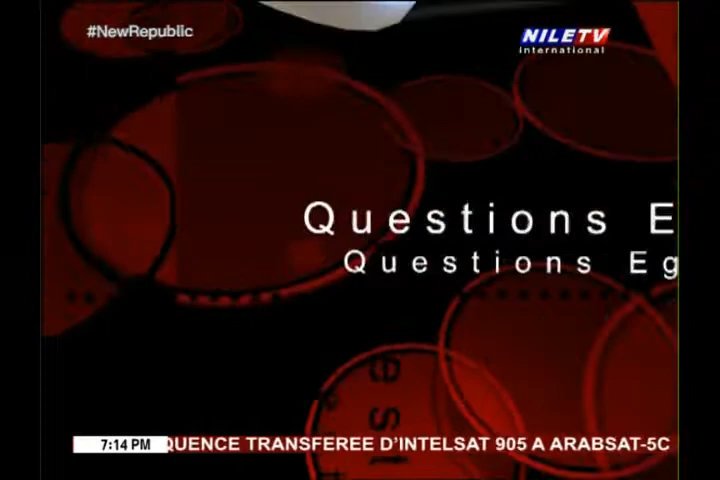 #NewRepublic
NILETV
international
Questions E
Questions Eg
7:14 PM QUENCE TRANSFEREE D'INTELSAT 905 A ARABSAT-5C